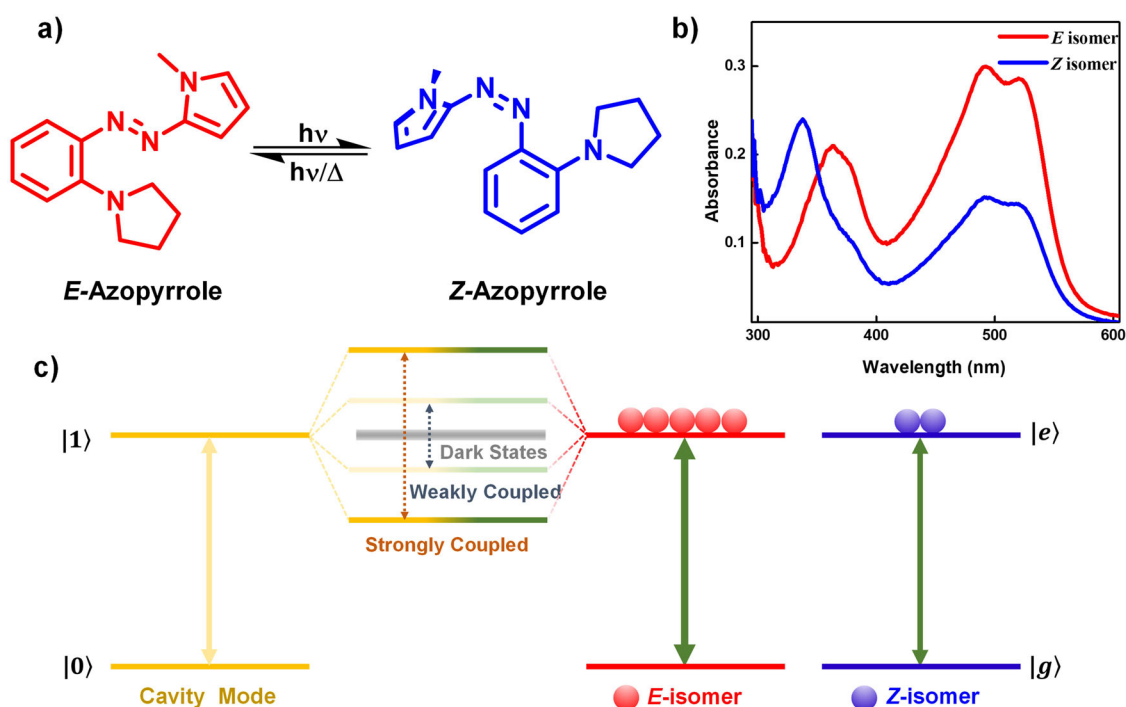 a)
N
N
N
N
E-Azopyrrole
hν
hν/Δ
N
N
N
N
Z-Azopyrrole
b)
E isomer
Z isomer
0.3
0.2
0.1
Absorbance
300
400
500
600
Wavelength (nm)
c)
|1⟩
|0⟩
Cavity Mode
Dark States
Weakly Coupled
Strongly Coupled
E-isomer
Z-isomer
|e⟩
|g⟩